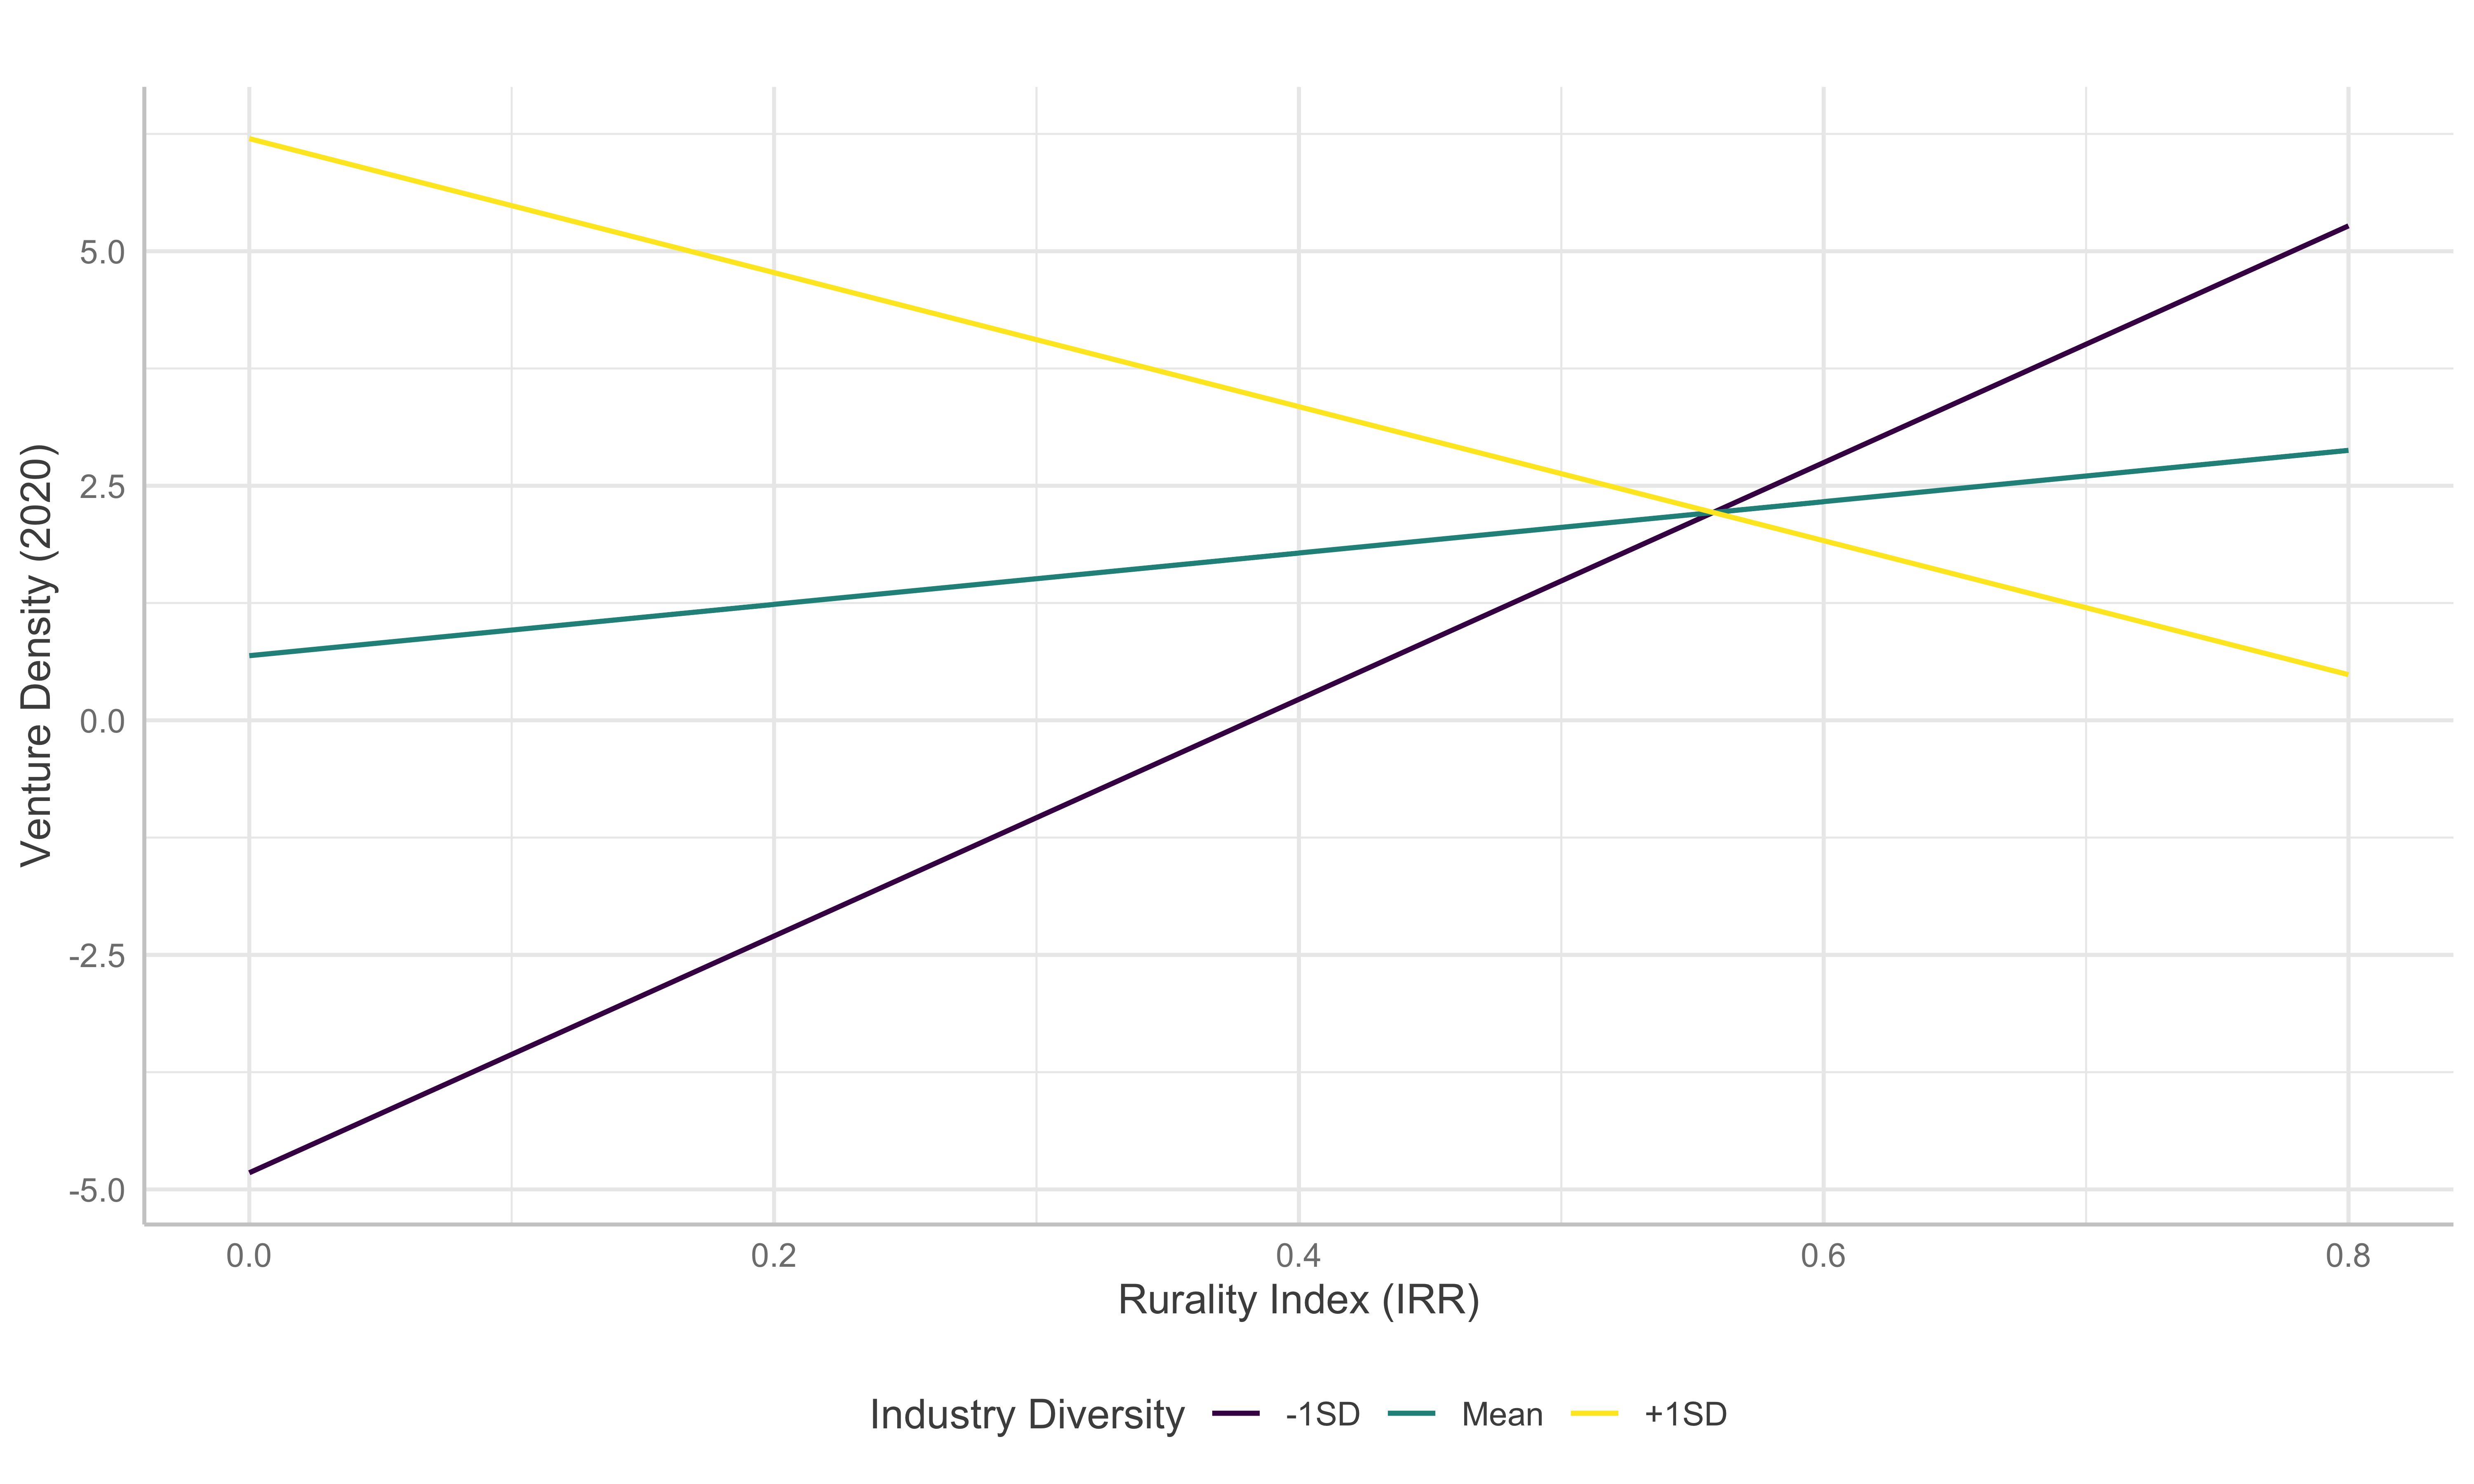 Venture Density (2020)
5.0
2.5
0.0
-2.5
-5.0
0.0 0.2 0.4 0.6 0.8
Rurality Index (IRR)
Industry Diversity -1SD Mean +1SD